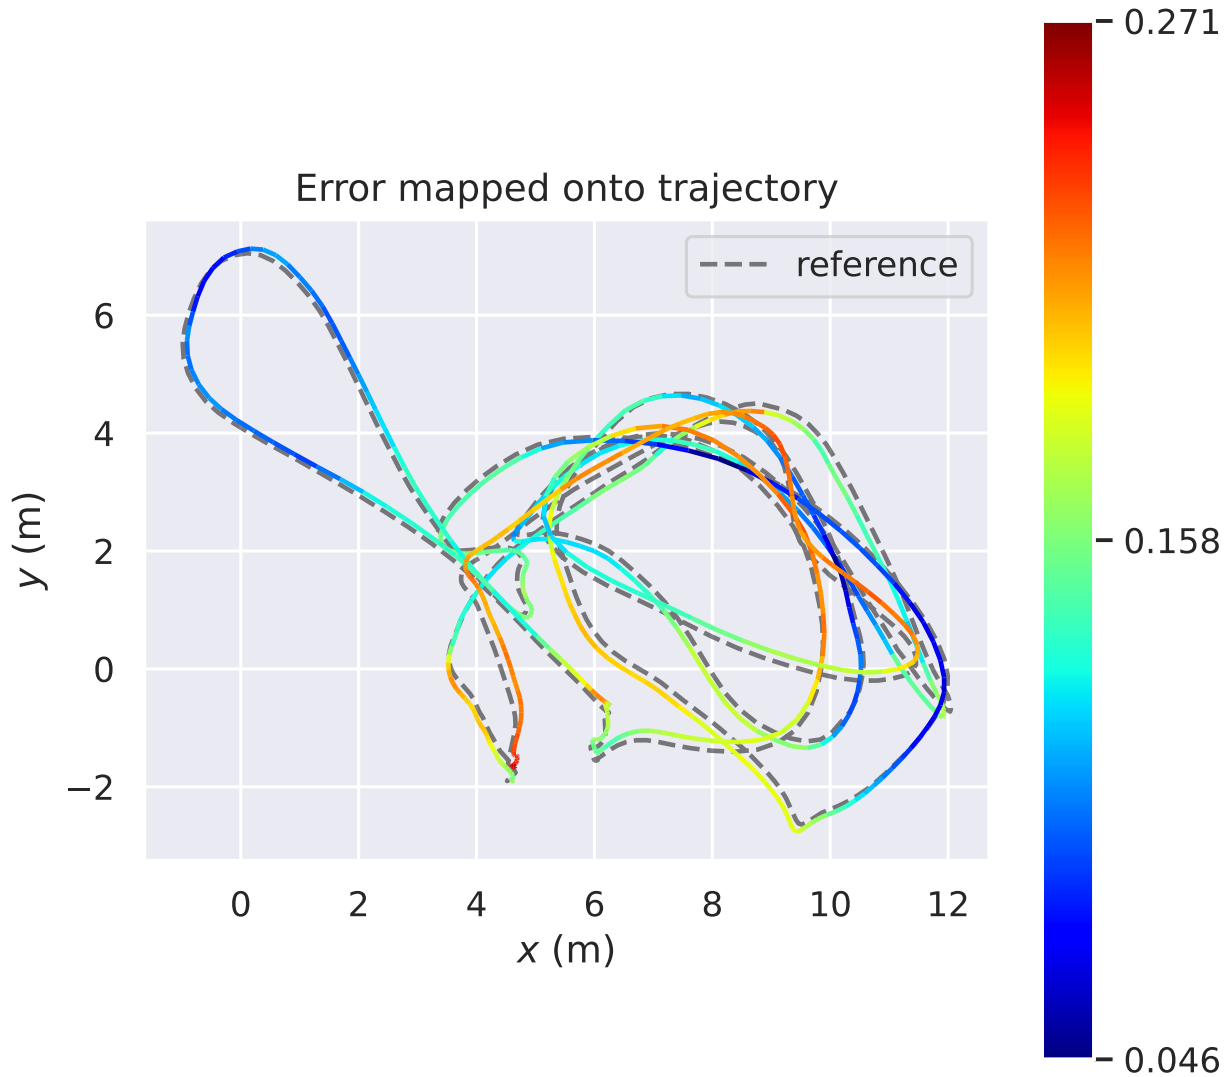 Error mapped onto trajectory
reference
6
4
2
0
−2
y (m)
0 2 4 6 8 10 12
x (m)
0.271
0.158
0.046